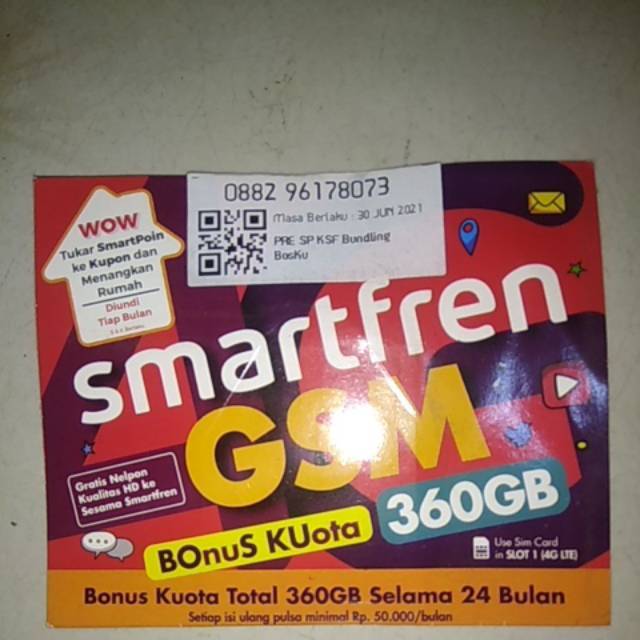 0882 96178073
Masa Berlaku : 30 JUN 2021
PRE SP KSF Bundling
BosKu
WOW
Tukar SmartPoin
ke Kupon dan
Menangkan
Rumah
Diundi
Tiap Bulan
S & K Berlaku
smartfren
GSM
360GB
Gratis Nelpon
Kualitas HD ke
Sesama Smartfren
BOnuS KUota
Use Sim Card
in SLOT 1 (4G LTE)
Bonus Kuota Total 360GB Selama 24 Bulan
Setiap isi ulang pulsa minimal Rp. 50.000/bulan